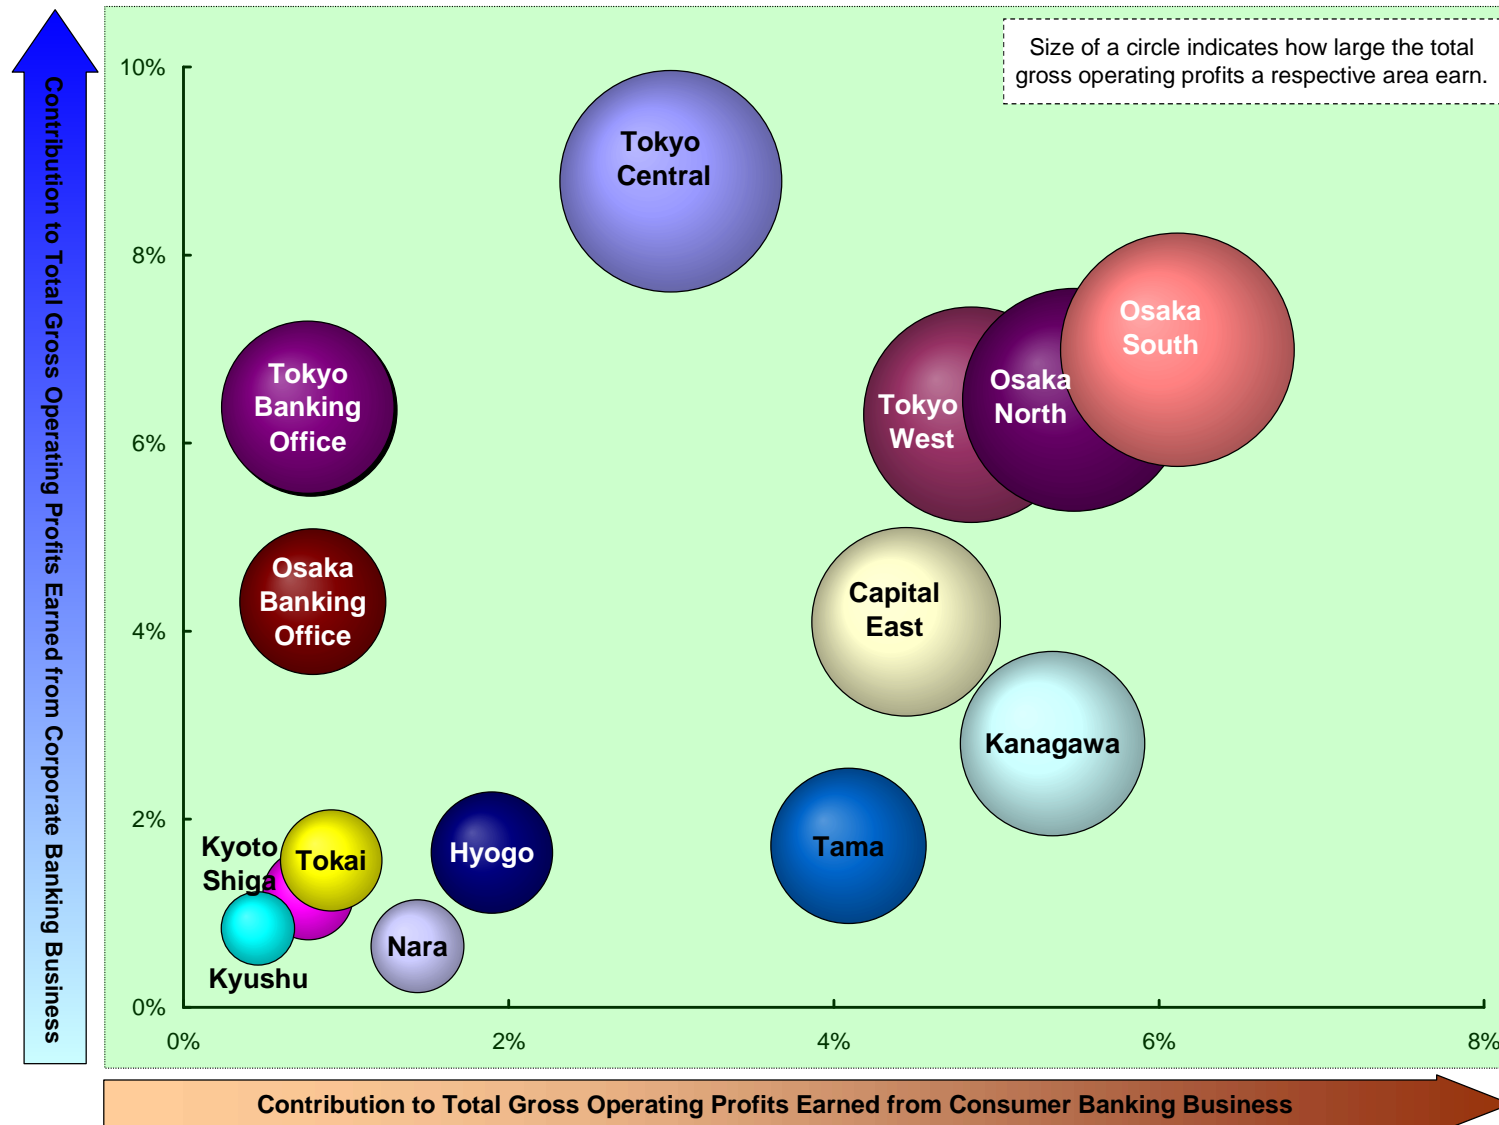 Contribution to Total Gross Operating Profits Earned from Corporate Banking Business
Size of a circle indicates how large the total
gross operating profits a respective area earn.
10%
8%
6%
4%
2%
0%
Tokyo
Central
Osaka
South
Osaka
North
Tokyo
West
Tokyo
Banking
Office
Osaka
Banking
Office
Capital
East
Kanagawa
Tama
Kyoto
Shiga
Tokai
Hyogo
Nara
Kyushu
0%
2%
4%
6%
8%
Contribution to Total Gross Operating Profits Earned from Consumer Banking Business